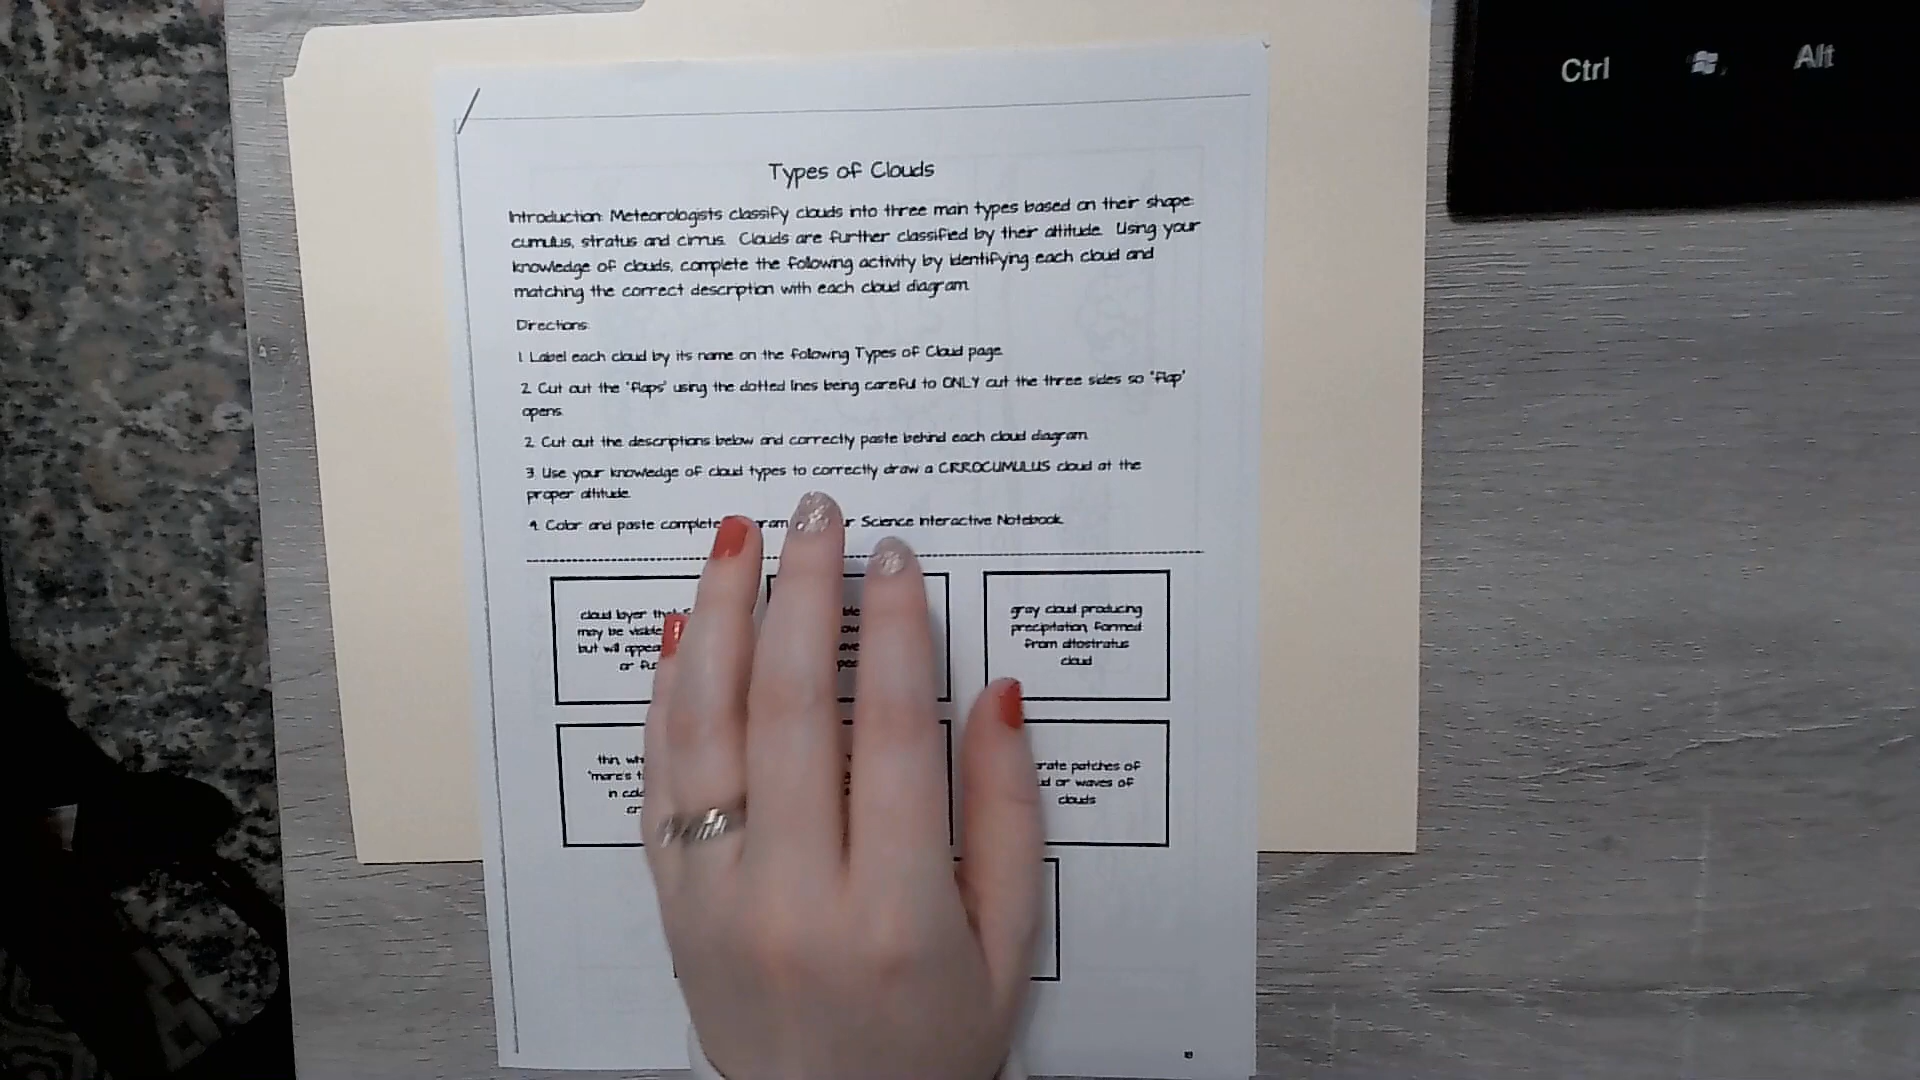 Ctrl
Alt
Types of Clouds
Introduction: Meteorologists classify clouds into three main types based on their shape:
cumulus, stratus and cirrus. Clouds are further classified by their altitude. Using your
knowledge of clouds, complete the following activity by identifying each cloud and
matching the correct description with each cloud diagram.
Directions:
1. Label each cloud by its name on the following Types of Cloud page.
2. Cut out the "flaps" using the dotted lines being careful to ONLY cut the three sides so "flap"
opens.
2. Cut out the descriptions below and correctly paste behind each cloud diagram.
3. Use your knowledge of cloud types to correctly draw a CIRROCUMULUS cloud at the
proper altitude.
4. Color and paste complete Science Interactive Notebook.
cloud layer
may be visible
but will
or
gray cloud producing
precipitation, formed
from altostratus
cloud
thin,
"mare's
in
patches of
or waves of
clouds